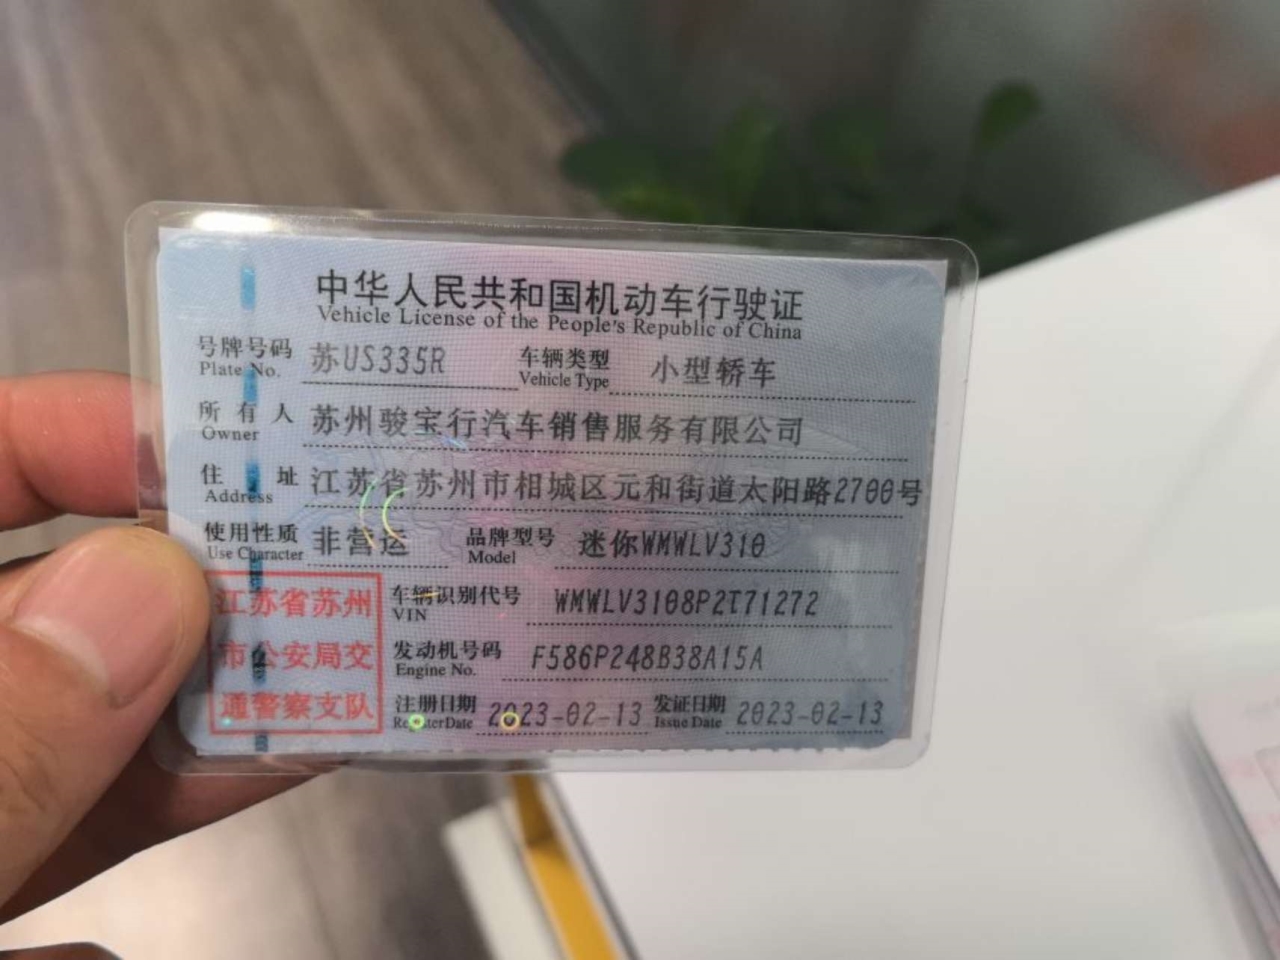 中华人民共和国机动车行驶证
Vehicle License of the People's Republic of China
号牌号码 苏US335R 车辆类型 小型轿车
Plate No. Vehicle Type
所有人 苏州骏宝行汽车销售服务有限公司
Owner
住址 江苏省苏州市相城区元和街道太阳路2700号
Address
使用性质 非营运 品牌型号 迷你WMWLV310
Use Character Model
江苏省苏州
市公安局交
通警察支队
车辆识别代号 WMWLV3108P2T71272
VIN
发动机号码 F586P248B38A15A
Engine No.
注册日期 2023-02-13 发证日期 2023-02-13
Register Date Issue Date